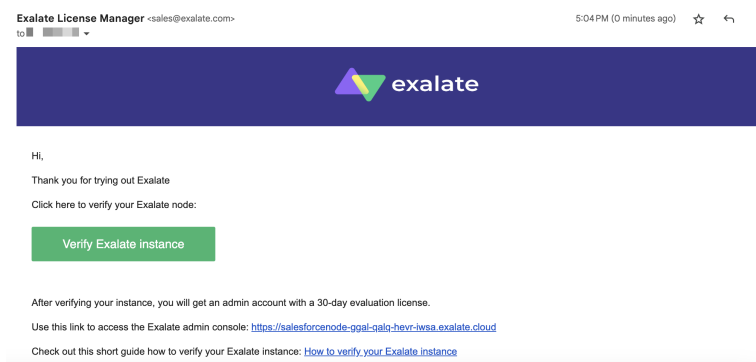 Exalate License Manager <sales@exalate.com>
5:04 PM (0 minutes ago)
to
exalate
Hi,
Thank you for trying out Exalate
Click here to verify your Exalate node:
Verify Exalate instance
After verifying your instance, you will get an admin account with a 30-day evaluation license.
Use this link to access the Exalate admin console: https://salesforcenode-ggal-qalq-hevr-iwsa.exalate.cloud
Check out this short guide how to verify your Exalate instance: How to verify your Exalate instance